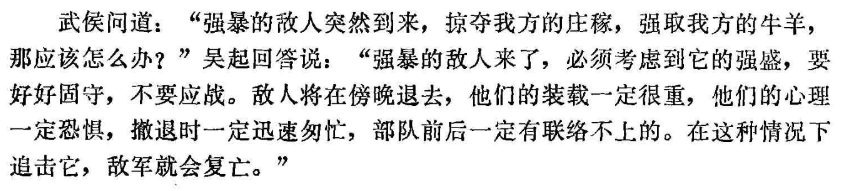 武侯问道：“强暴的敌人突然到来，掠夺我方的庄稼，强取我方的牛羊，
那应该怎么办？”吴起回答说：“强暴的敌人来了，必须考虑到它的强盛，要
好好固守，不要应战。敌人将在傍晚退去，他们的装载一定很重，他们的心理
一定恐惧，撤退时一定迅速匆忙，部队前后一定有联络不上的。在这种情况下
追击它，敌军就会复亡。”